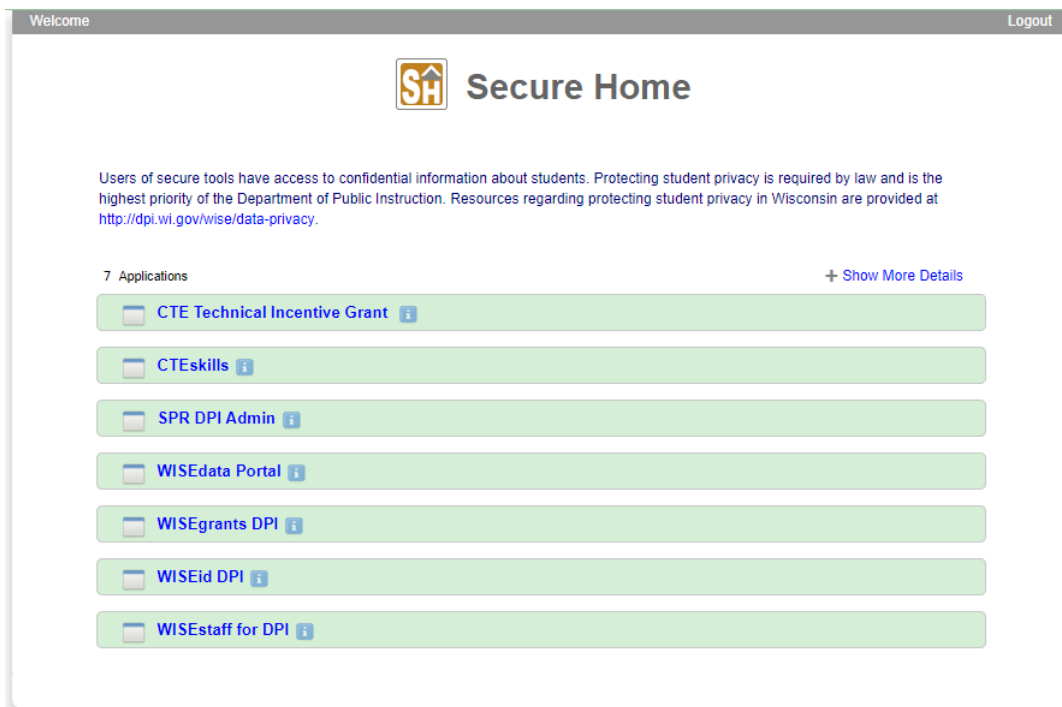 Welcome Logout
SH Secure Home
Users of secure tools have access to confidential information about students. Protecting student privacy is required by law and is the
highest priority of the Department of Public Instruction. Resources regarding protecting student privacy in Wisconsin are provided at
http://dpi.wi.gov/wise/data-privacy.
7 Applications + Show More Details
CTE Technical Incentive Grant i
CTEskills i
SPR DPI Admin i
WISEdata Portal i
WISEgrants DPI i
WISEid DPI i
WISEstaff for DPI i